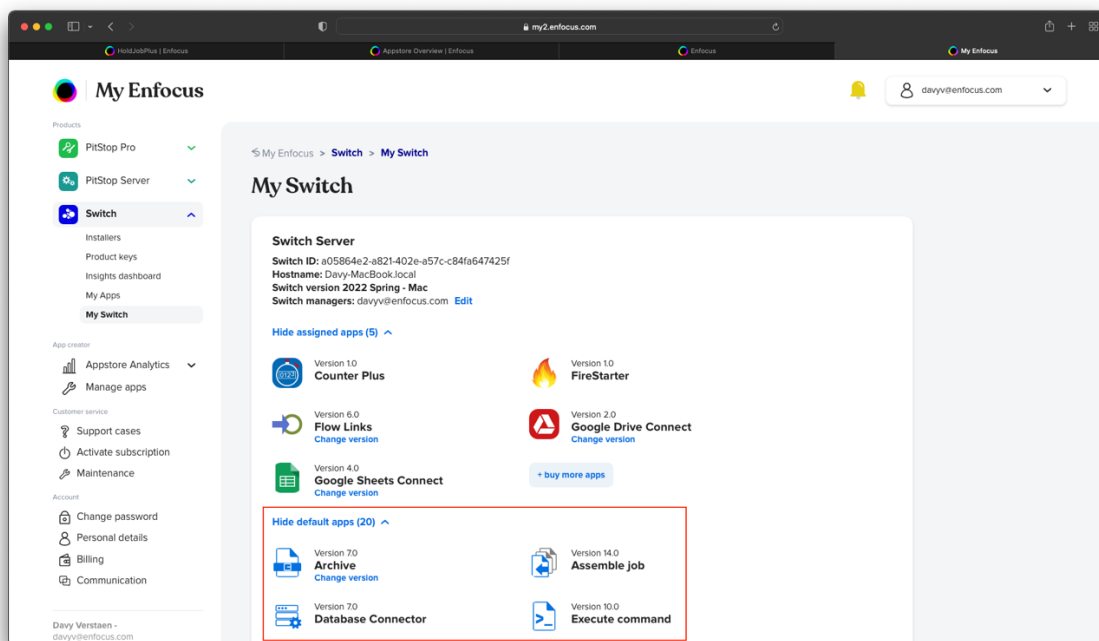 my2.enfocus.com
HoldJobPlus | Enfocus
Appstore Overview | Enfocus
Enfocus
My Enfocus
My Enfocus
davyv@enfocus.com
Products
PitStop Pro
PitStop Server
Switch
Installers
Product keys
Insights dashboard
My Apps
My Switch
App creator
Appstore Analytics
Manage apps
Customer service
Support cases
Activate subscription
Maintenance
Account
Change password
Personal details
Billing
Communication
Davy Verstaen -
davyv@enfocus.com
My Enfocus > Switch > My Switch
My Switch
Switch Server
Switch ID: a05864e2-a821-402e-a57c-c84fa647425f
Hostname: Davy-MacBook.local
Switch version 2022 Spring - Mac
Switch managers: davyv@enfocus.com Edit
Hide assigned apps (5)
Version 1.0
Counter Plus
Version 1.0
FireStarter
Version 6.0
Flow Links
Change version
Version 2.0
Google Drive Connect
Change version
Version 4.0
Google Sheets Connect
Change version
+ buy more apps
Hide default apps (20)
Version 7.0
Archive
Change version
Version 14.0
Assemble job
Version 7.0
Database Connector
Version 10.0
Execute command